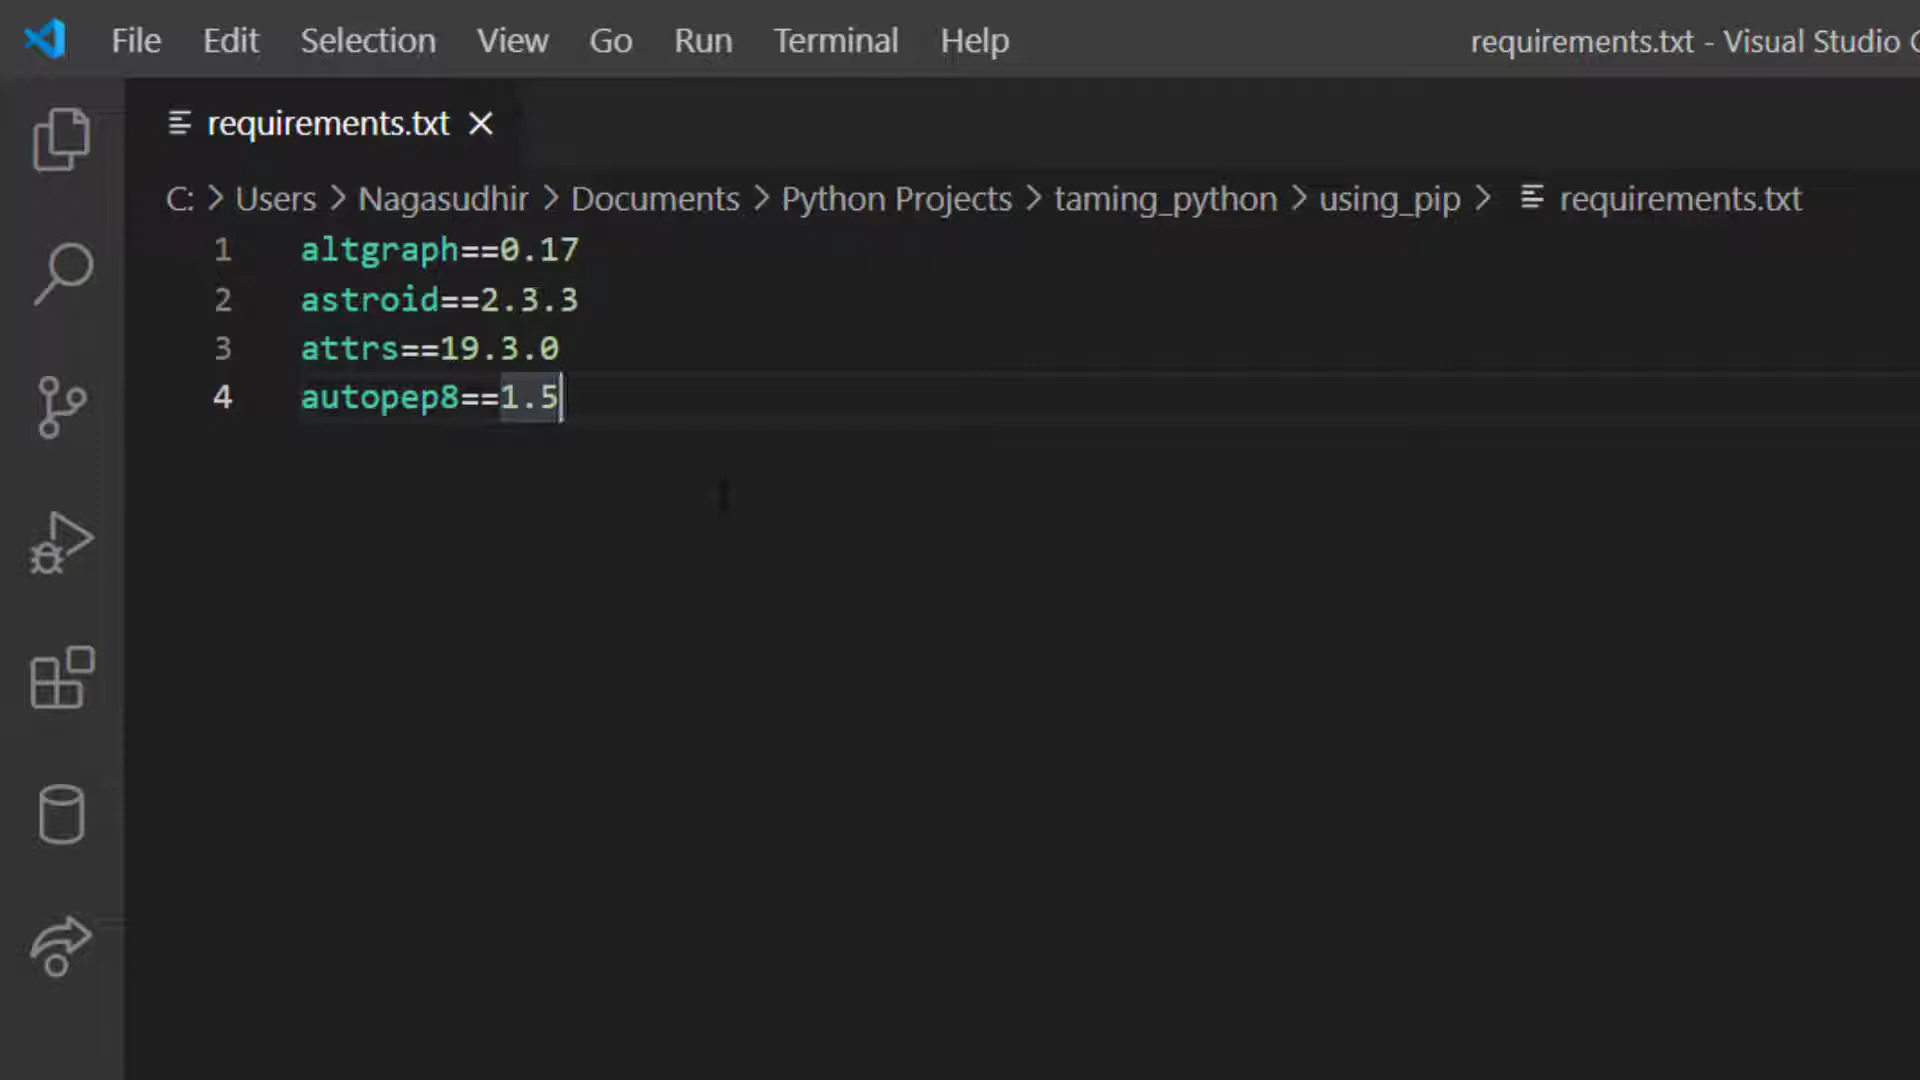 File Edit Selection View Go Run Terminal Help requirements.txt - Visual Studio
requirements.txt
C: > Users > Nagasudhir > Documents > Python Projects > taming_python > using_pip > requirements.txt
1 altgraph==0.17
2 astroid==2.3.3
3 attrs==19.3.0
4 autopep8==1.5